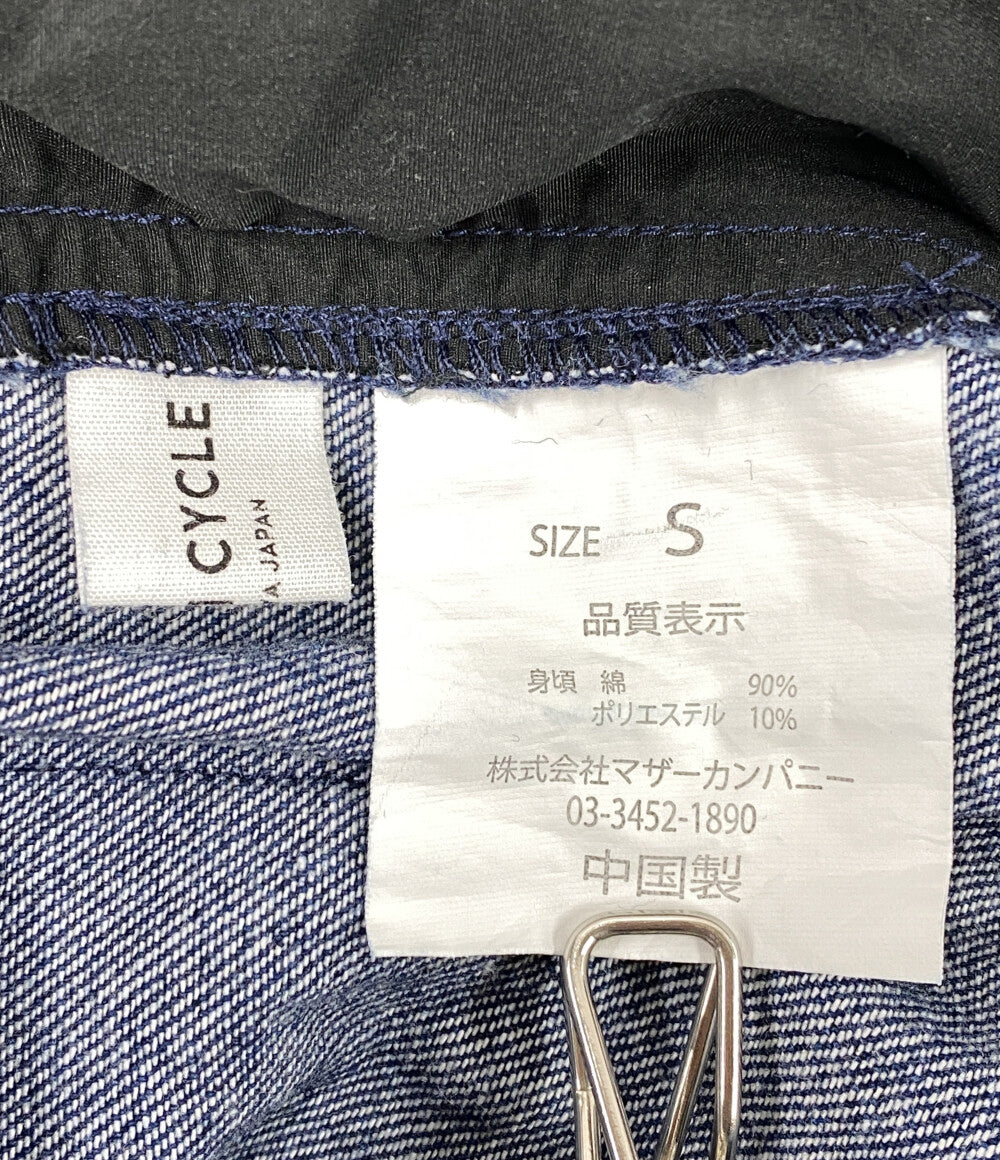 CYCLE
A JAPAN
SIZE S
品質表示
身頃 綿 90%
ポリエステル 10%
株式会社マザーカンパニー
03-3452-1890
中国製